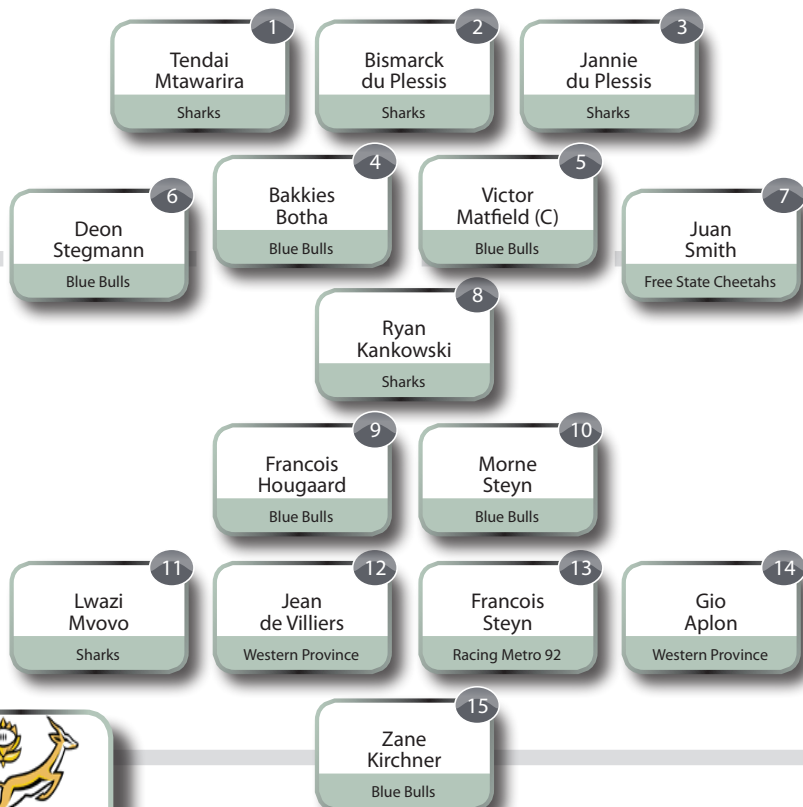 1
Tendai
Mtawarira
Sharks
2
Bismarck
du Plessis
Sharks
3
Jannie
du Plessis
Sharks
4
Bakkies
Botha
Blue Bulls
5
Victor
Matfield (C)
Blue Bulls
6
Deon
Stegmann
Blue Bulls
7
Juan
Smith
Free State Cheetahs
8
Ryan
Kankowski
Sharks
9
Francois
Hougaard
Blue Bulls
10
Morne
Steyn
Blue Bulls
11
Lwazi
Mvovo
Sharks
12
Jean
de Villiers
Western Province
13
Francois
Steyn
Racing Metro 92
14
Gio
Aplon
Western Province
15
Zane
Kirchner
Blue Bulls